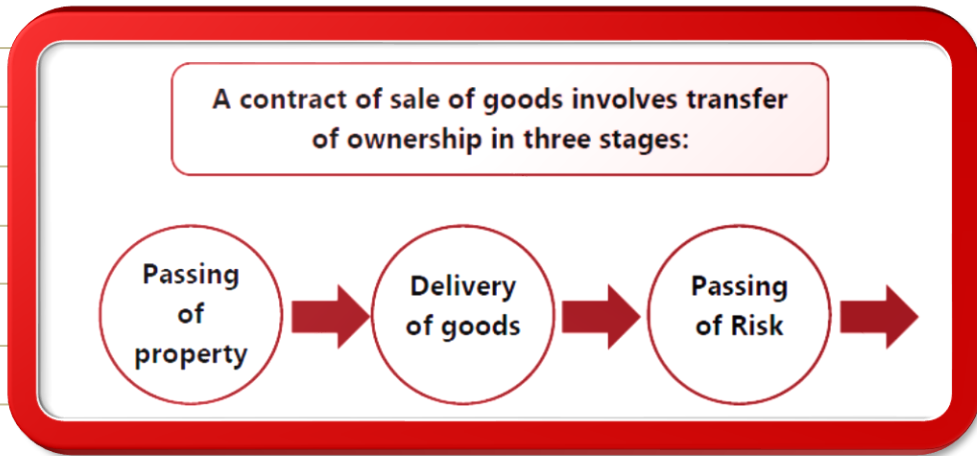 A contract of sale of goods involves transfer
of ownership in three stages:
Passing
of
property
Delivery
of goods
Passing
of Risk